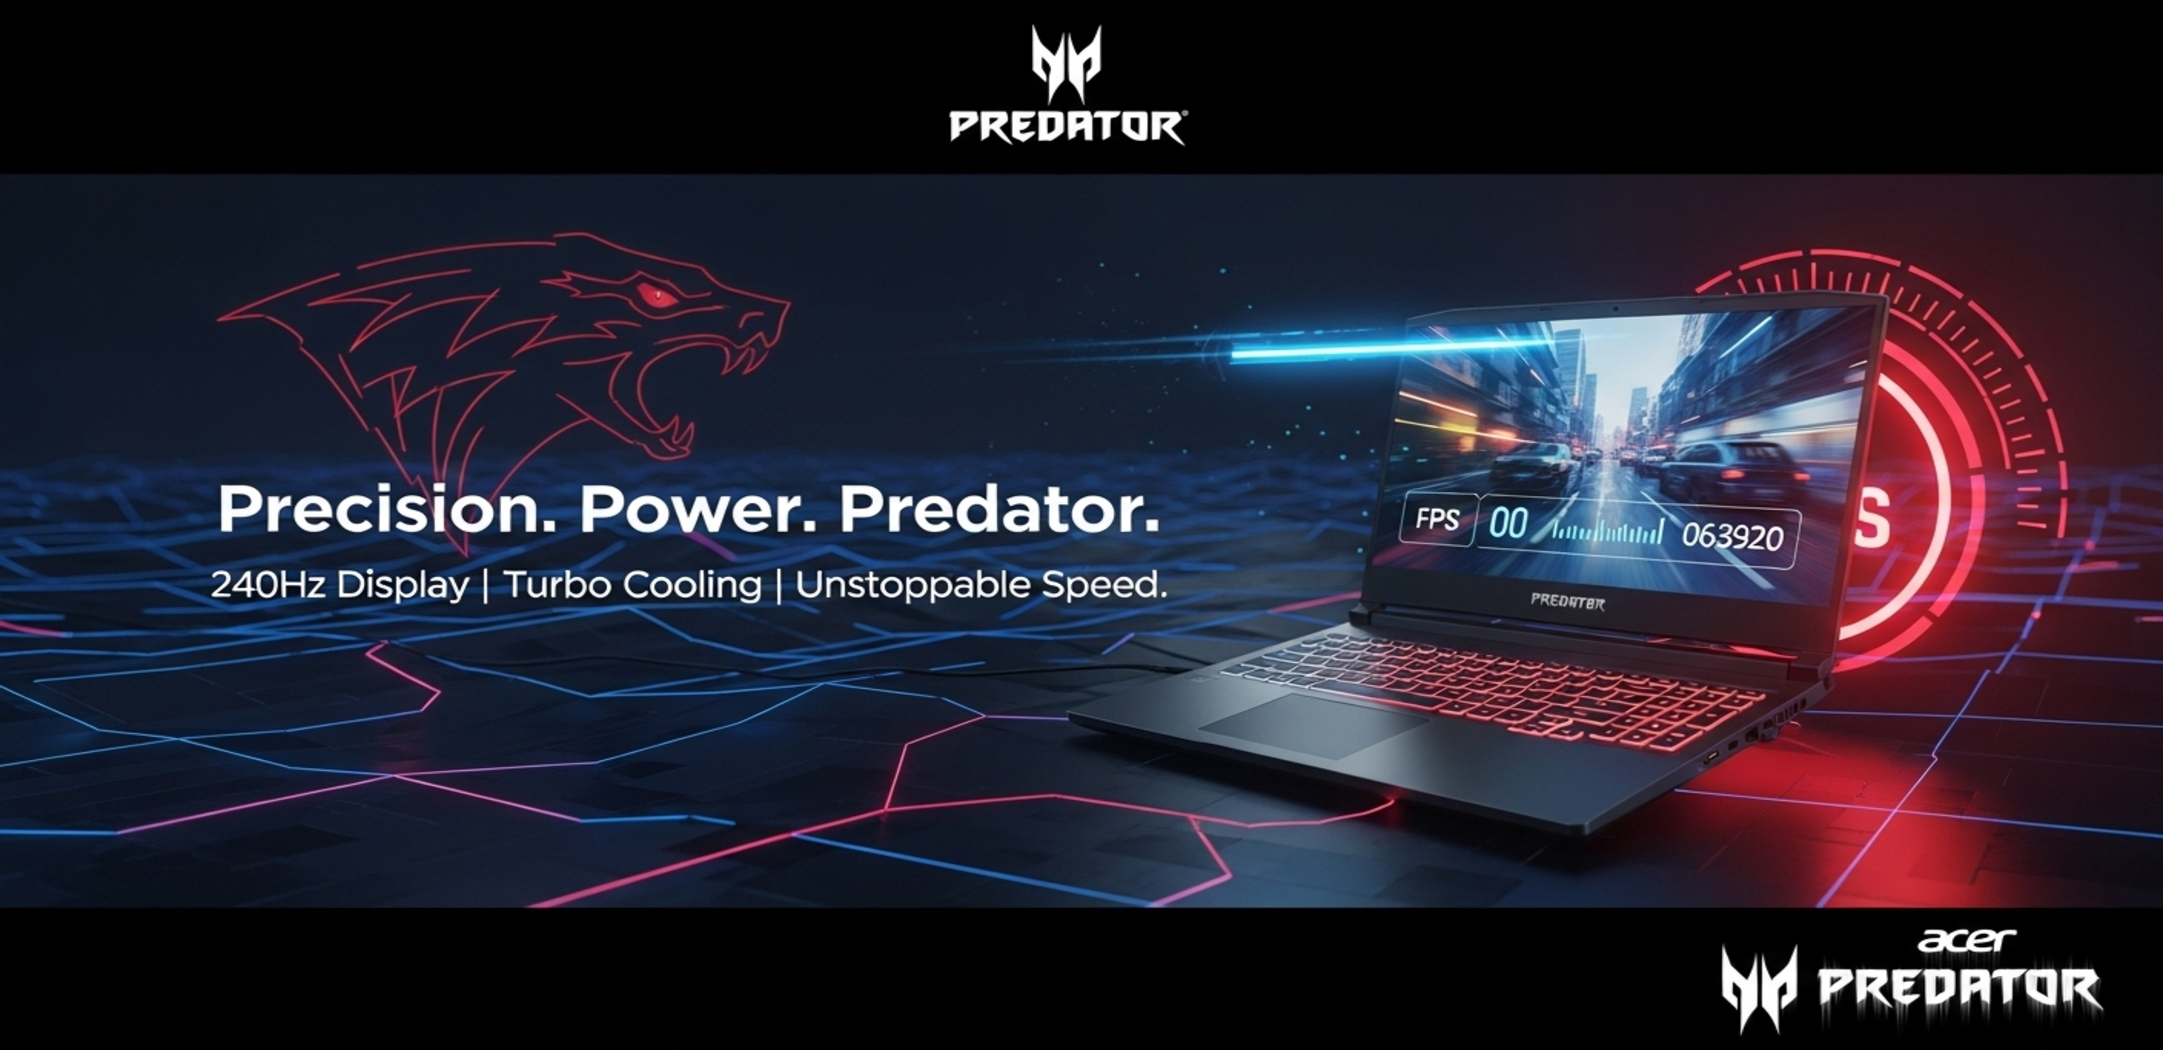 PREDATOR
Precision. Power. Predator.
240Hz Display | Turbo Cooling | Unstoppable Speed.
FPS 00 063920
S
PREDATOR
acer
PREDATOR